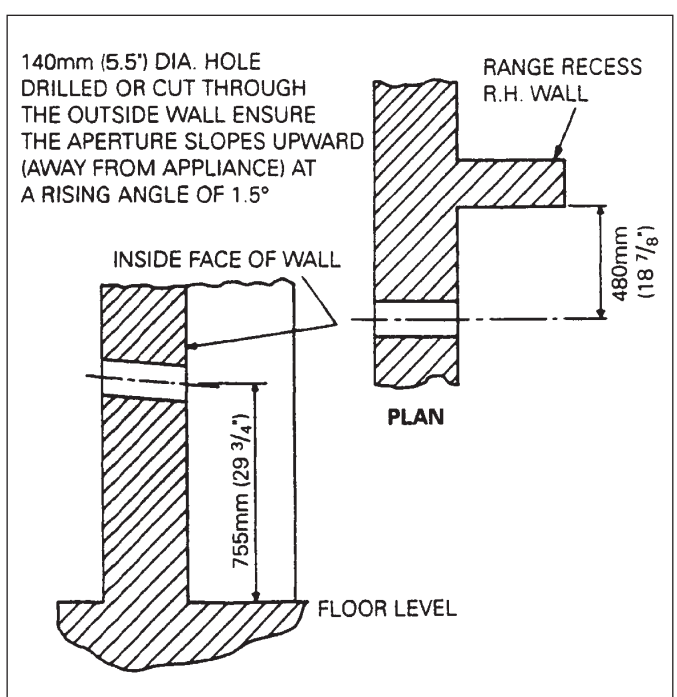 140mm (5.5") DIA. HOLE
DRILLED OR CUT THROUGH
THE OUTSIDE WALL ENSURE
THE APERTURE SLOPES UPWARD
(AWAY FROM APPLIANCE) AT
A RISING ANGLE OF 1.5°
RANGE RECESS
R.H. WALL
480mm
(18 7/8")
INSIDE FACE OF WALL
PLAN
755mm (29 3/4")
FLOOR LEVEL